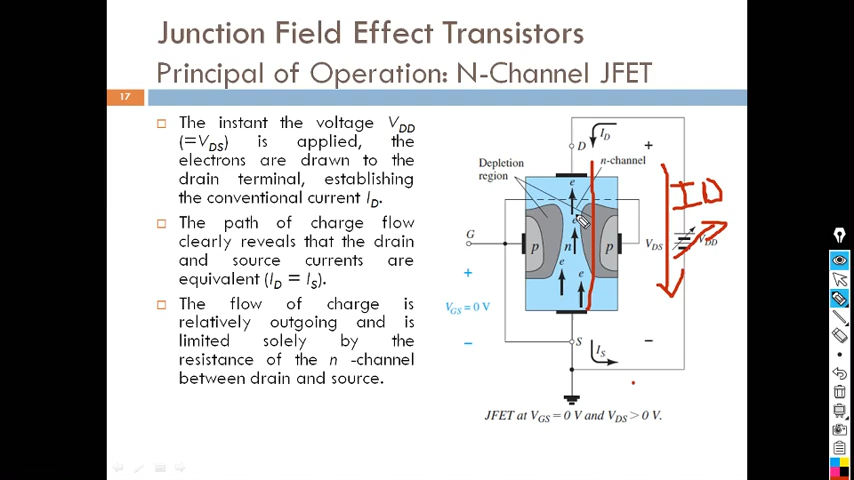 Junction Field Effect Transistors
Principal of Operation: N-Channel JFET
17
The instant the voltage VDD
(=VDS) is applied, the
electrons are drawn to the
drain terminal, establishing
the conventional current ID.
The path of charge flow
clearly reveals that the drain
and source currents are
equivalent (ID = IS).
The flow of charge is
relatively outgoing and is
limited solely by the
resistance of the n -channel
between drain and source.
ID
D
+
Depletion
region
n-channel
e
ID
e
G
p
n
p
VDS
VDD
+
e
e
VGS = 0 V
−
S
−
IS
JFET at VGS = 0 V and VDS > 0 V.